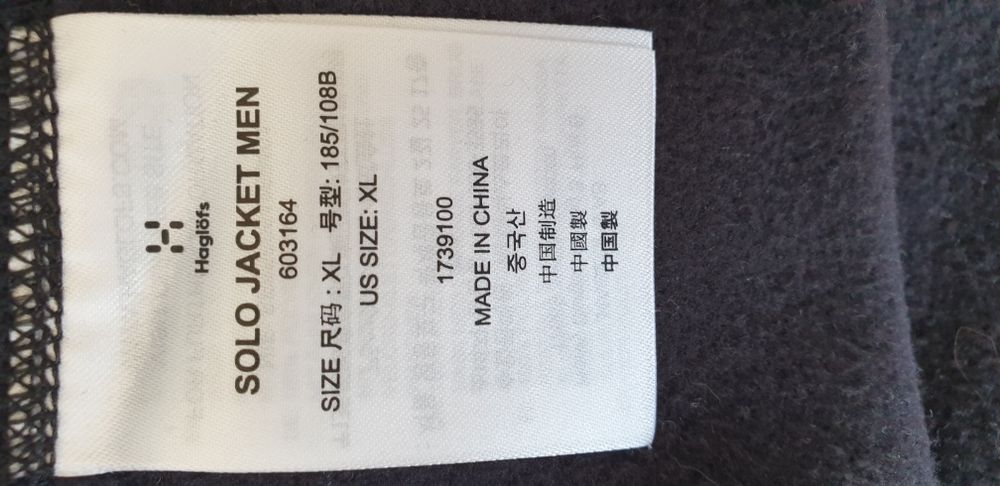 Haglöfs
SOLO JACKET MEN
603164
SIZE 尺码 : XL 号型: 185/108B
US SIZE: XL
1739100
MADE IN CHINA
중국산
中国制造
中國製造
中国製